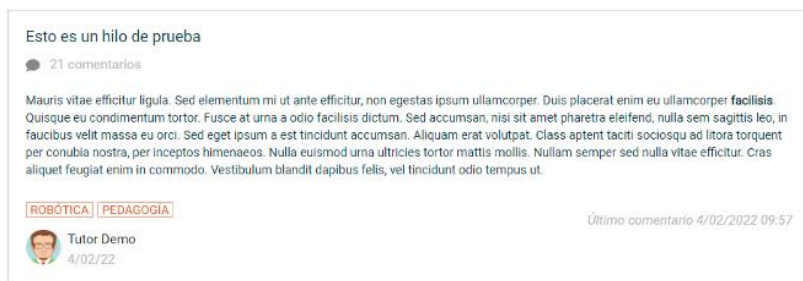 Esto es un hilo de prueba
21 comentarios
Mauris vitae efficitur ligula. Sed elementum mi ut ante efficitur, non egestas ipsum ullamcorper. Duis placerat enim eu ullamcorper facilisis.
Quisque eu condimentum tortor. Fusce at urna a odio facilisis dictum. Sed accumsan, nisi sit amet pharetra eleifend, nulla sem sagittis leo, in
faucibus velit massa eu orci. Sed eget ipsum a est tincidunt accumsan. Aliquam erat volutpat. Class aptent taciti sociosqu ad litora torquent
per conubia nostra, per inceptos himenaeos. Nulla euismod urna ultricies tortor mattis mollis. Nullam semper sed nulla vitae efficitur. Cras
aliquet feugiat enim in commodo. Vestibulum blandit dapibus felis, vel tincidunt odio tempus ut.
ROBÓTICA PEDAGOGÍA
Último comentario 4/02/2022 09:57
Tutor Demo
4/02/22